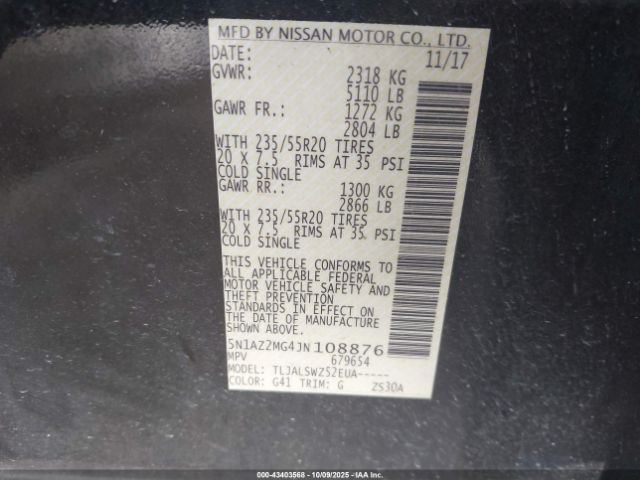 MFD BY NISSAN MOTOR CO., LTD.
DATE: 11/17
GVWR: 2318 KG
5110 LB
GAWR FR.: 1272 KG
2804 LB
WITH 235/55R20 TIRES
20 X 7.5 RIMS AT 35 PSI
COLD SINGLE
GAWR RR.: 1300 KG
2866 LB
WITH 235/55R20 TIRES
20 X 7.5 RIMS AT 35 PSI
COLD SINGLE
THIS VEHICLE CONFORMS TO
ALL APPLICABLE FEDERAL
MOTOR VEHICLE SAFETY AND
THEFT PREVENTION
STANDARDS IN EFFECT ON
THE DATE OF MANUFACTURE
SHOWN ABOVE.
5N1AZ2MG4JN108876
MPV 679654
MODEL: TLJALSWZ52EUA-----
COLOR: G41 TRIM: G ZS30A
000-43403568 - 10/09/2025 - IAA Inc.